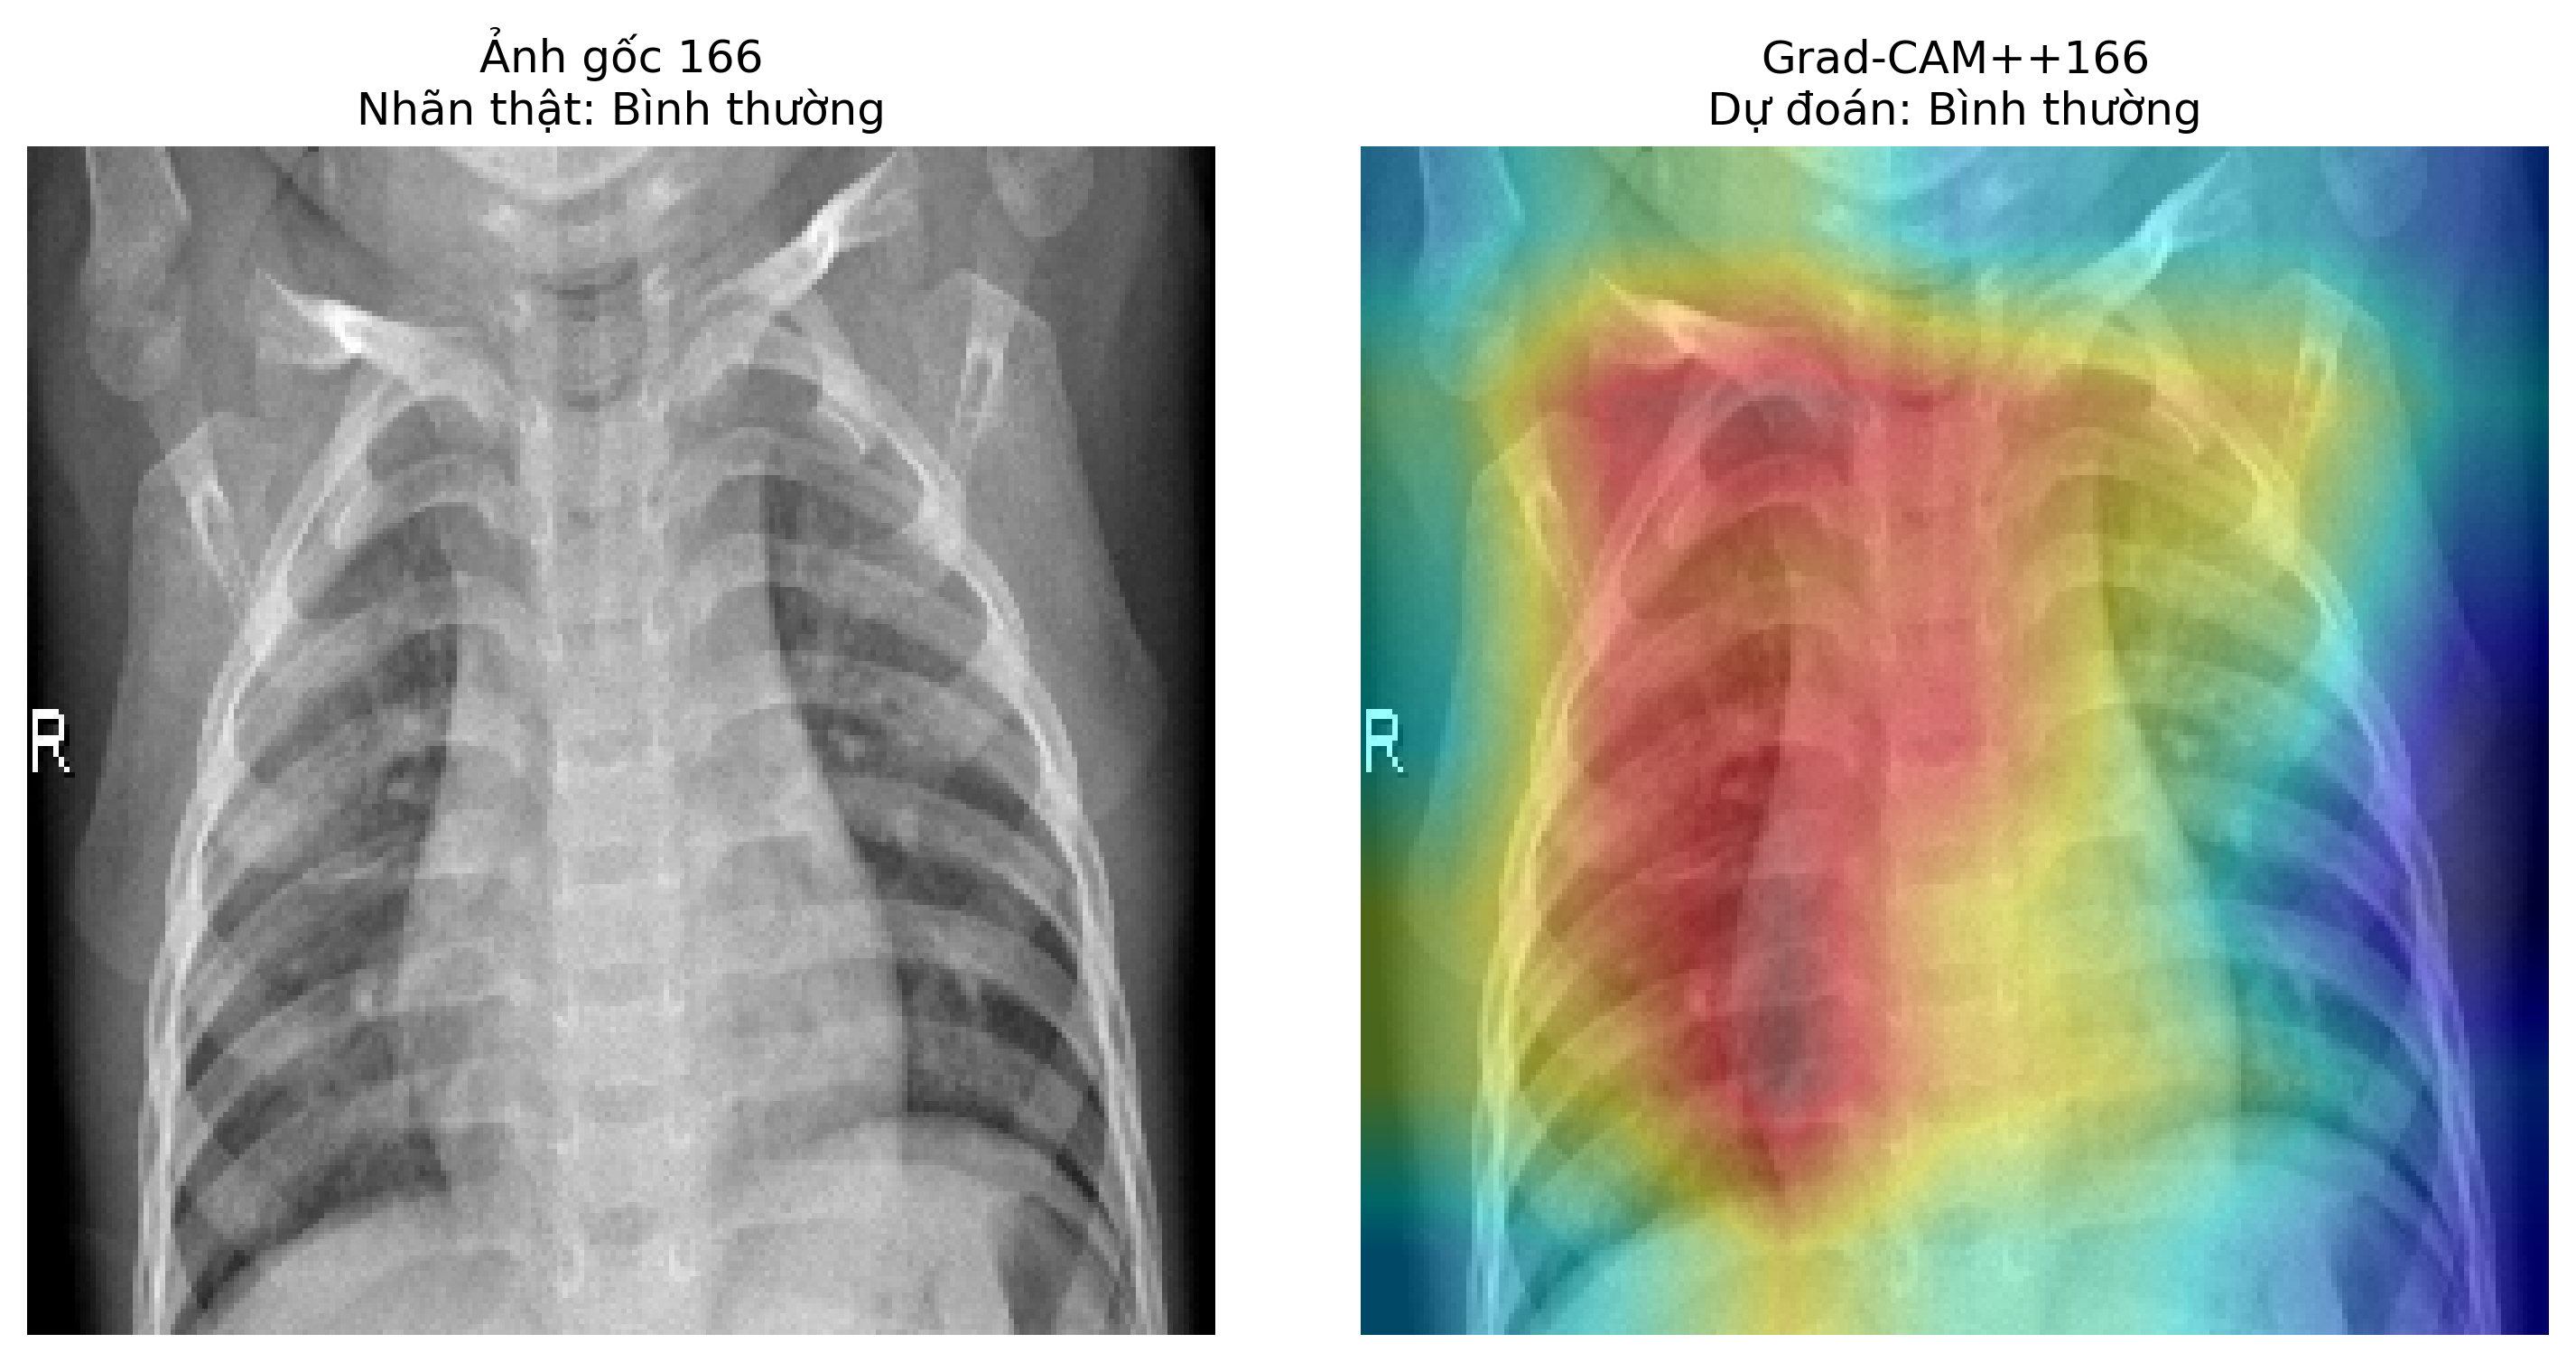 Ảnh gốc 166
Nhãn thật: Bình thường
Grad-CAM++166
Dự đoán: Bình thường
R
R